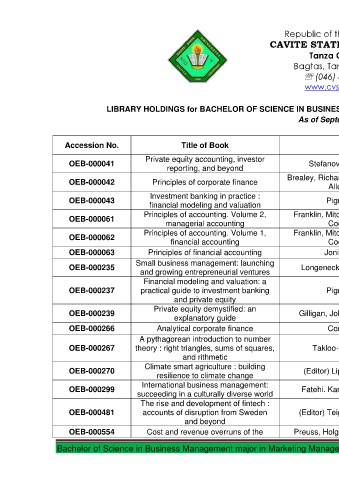 Republic of th
CAVITE STAT
Tanza C
Bagtas, Tan
☏ (046)
www.cvs
LIBRARY HOLDINGS for BACHELOR OF SCIENCE IN BUSINES
As of Septe
Accession No. Title of Book
OEB-000041 Private equity accounting, investor reporting, and beyond Stefanov
OEB-000042 Principles of corporate finance Brealey, Richar
Alle
OEB-000043 Investment banking in practice : financial modeling and valuation Pign
OEB-000061 Principles of accounting. Volume 2, managerial accounting Franklin, Mitc
Coo
OEB-000062 Principles of accounting. Volume 1, financial accounting Franklin, Mitc
Coo
OEB-000063 Principles of financial accounting Joni
OEB-000235 Small business management: launching and growing entrepreneurial ventures Longeneck
OEB-000237 Financial modeling and valuation: a practical guide to investment banking and private equity Pign
OEB-000239 Private equity demystified: an explanatory guide Gilligan, Joh
OEB-000266 Analytical corporate finance Cor
OEB-000267 A pythagorean introduction to number theory : right triangles, sums of squares, and rithmetic Takloo-
OEB-000270 Climate smart agriculture : building resilience to climate change (Editor) Lip
OEB-000299 International business management: succeeding in a culturally diverse world Fatehi. Kam
OEB-000481 The rise and development of fintech : accounts of disruption from Sweden and beyond (Editor) Teig
OEB-000554 Cost and revenue overruns of the Preuss, Holg
Bachelor of Science in Business Management major in Marketing Manage